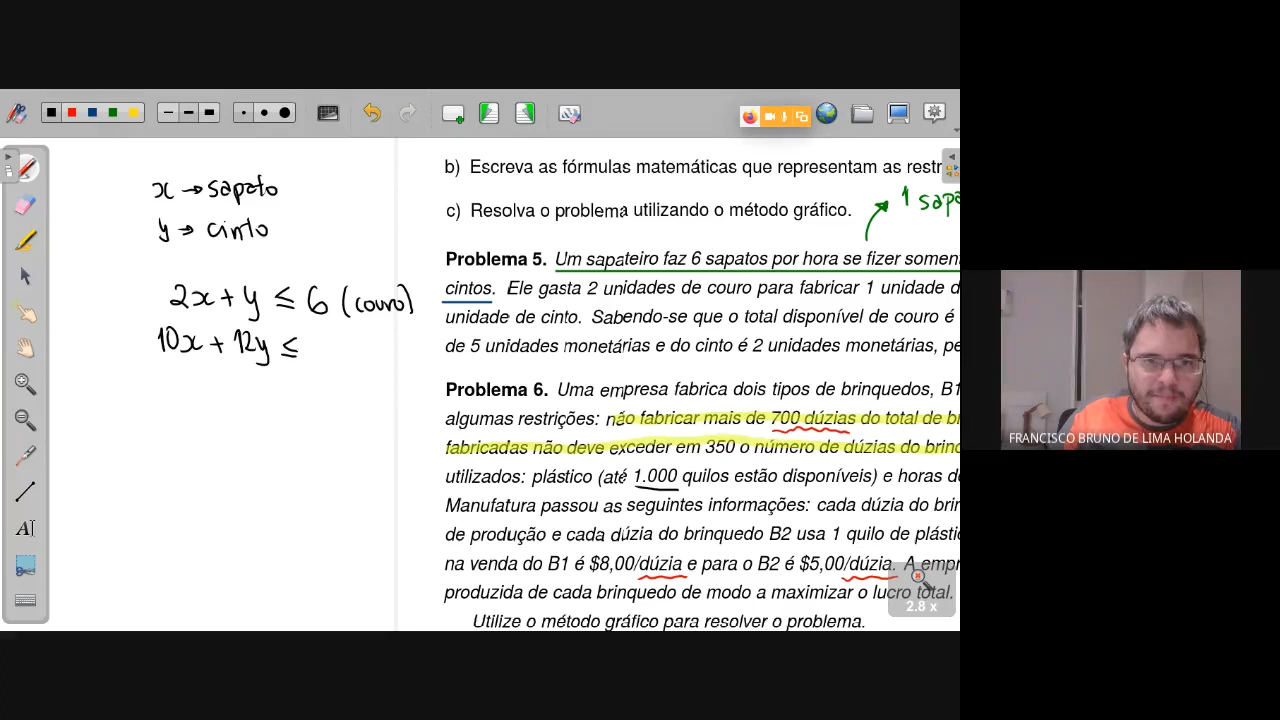 x → sapato
y → cinto
2x + y ≤ 6 (couro)
10x + 12y ≤
b) Escreva as fórmulas matemáticas que representam as restr
c) Resolva o problema utilizando o método gráfico.
1 sapa
Problema 5. Um sapateiro faz 6 sapatos por hora se fizer soment
cintos. Ele gasta 2 unidades de couro para fabricar 1 unidade d
unidade de cinto. Sabendo-se que o total disponível de couro é
de 5 unidades monetárias e do cinto é 2 unidades monetárias, pe
Problema 6. Uma empresa fabrica dois tipos de brinquedos, B1
algumas restrições: não fabricar mais de 700 dúzias do total de br
fabricadas não deve exceder em 350 o número de dúzias do brinq
utilizados: plástico (até 1.000 quilos estão disponíveis) e horas de
Manufatura passou as seguintes informações: cada dúzia do brin
de produção e cada dúzia do brinquedo B2 usa 1 quilo de plástic
na venda do B1 é $8,00/dúzia e para o B2 é $5,00/dúzia. A empr
produzida de cada brinquedo de modo a maximizar o lucro total.
Utilize o método gráfico para resolver o problema.
2.8 x
AI
FRANCISCO BRUNO DE LIMA HOLANDA